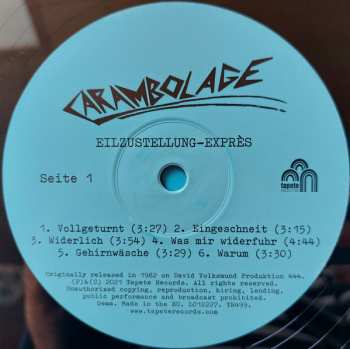 CARAMBOLAGE
EILZUSTELLUNG-EXPRÈS
Seite 1
tapete
1. Vollgeturnt (3:27) 2. Eingeschneit (3:15)
3. Widerlich (3:54) 4. Was mir widerfuhr (4:44)
5. Gehirnwäsche (3:29) 6. Warum (3:30)
Originally released in 1982 on David Volksmund Produktion 444.
(P)&(C) 2021 Tapete Records. All rights reserved.
Unauthorised copying, reproduction, hiring, lending,
public performance and broadcast prohibited.
Gema. Made in the EU. LC12227. TR493.
www.tapeterecords.com